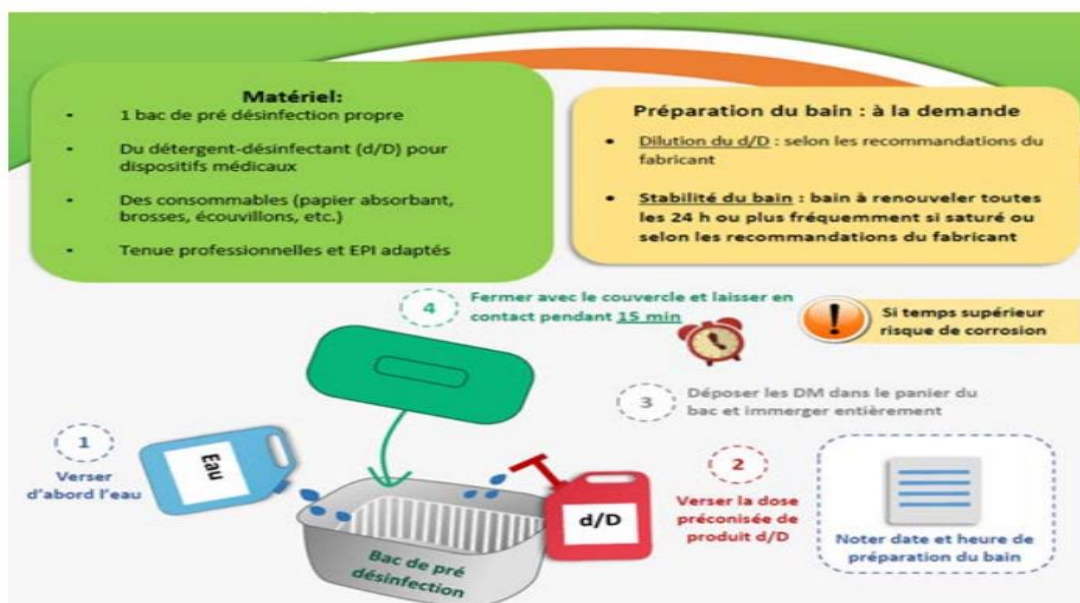 Matériel:
• 1 bac de pré désinfection propre
• Du détergent-désinfectant (d/D) pour
dispositifs médicaux
• Des consommables (papier absorbant,
brosses, écouvillons, etc.)
• Tenue professionnelles et EPI adaptés
Préparation du bain : à la demande
• Dilution du d/D : selon les recommandations du
fabricant
• Stabilité du bain : bain à renouveler toutes
les 24 h ou plus fréquemment si saturé ou
selon les recommandations du fabricant
4
Fermer avec le couvercle et laisser en
contact pendant 15 min
!
Si temps supérieur
risque de corrosion
3
Déposer les DM dans le panier du
bac et immerger entièrement
1
Verser
d'abord l'eau
Eau
2
Verser la dose
préconisée de
produit d/D
d/D
Bac de pré
désinfection
Noter date et heure de
préparation du bain